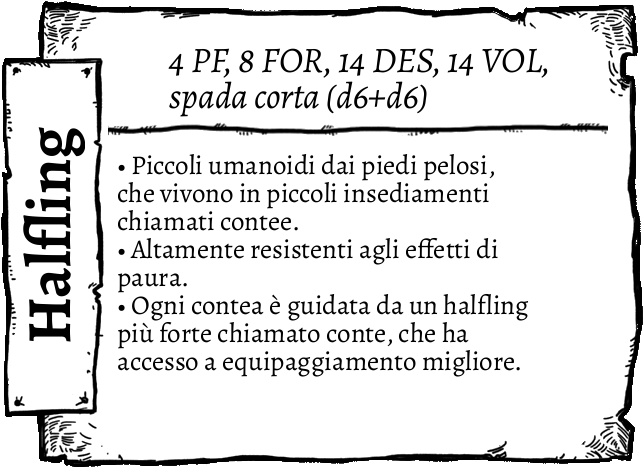 Halfling
4 PF, 8 FOR, 14 DES, 14 VOL,
spada corta (d6+d6)
• Piccoli umanoidi dai piedi pelosi,
che vivono in piccoli insediamenti
chiamati contee.
• Altamente resistenti agli effetti di
paura.
• Ogni contea è guidata da un halfling
più forte chiamato conte, che ha
accesso a equipaggiamento migliore.